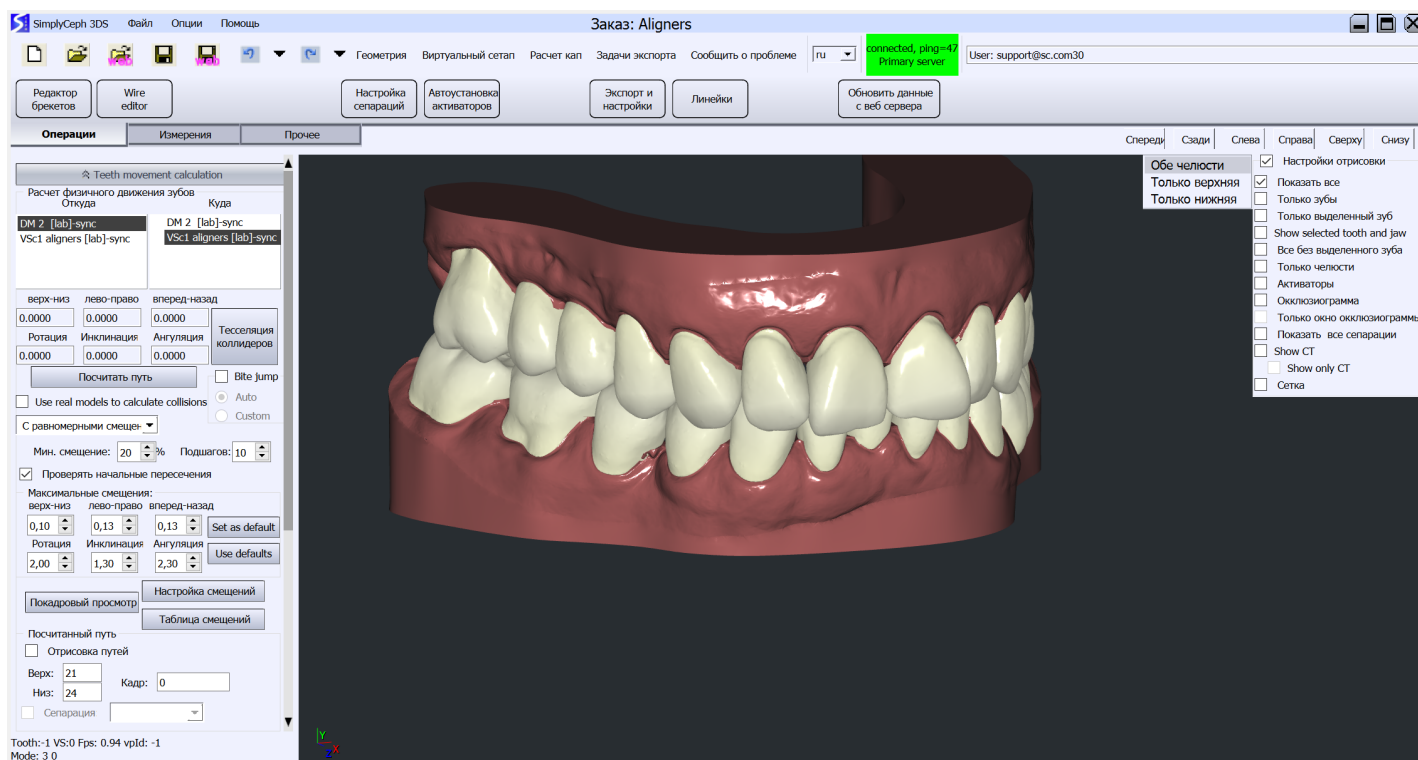 SimplyCeph 3DS Файл Опции Помощь Заказ: Aligners
Геометрия Виртуальный сетап Расчет кап Задачи экспорта Сообщить о проблеме ru connected, ping=47 User: support@sc.com30
Primary server
Редактор брекетов
Wire editor
Настройка сепараций
Автоустановка активаторов
Экспорт и настройки
Линейки
Обновить данные с веб сервера
Операции Измерения Прочее
Спереди Сзади Слева Справа Сверху Снизу
Teeth movement calculation
Расчет физичного движения зубов
Откуда Куда
DM 2 [lab]-sync DM 2 [lab]-sync
VSc1 aligners [lab]-sync VSc1 aligners [lab]-sync
верх-низ лево-право вперед-назад
0.0000 0.0000 0.0000
Тесселяция коллидеров
Ротация Инклинация Ангуляция
0.0000 0.0000 0.0000
Посчитать путь Bite jump
Use real models to calculate collisions Auto
Custom
С равномерными смещен
Мин. смещение: 20 % Подшагов: 10
Проверять начальные пересечения
Максимальные смещения:
верх-низ лево-право вперед-назад
0,10 0,13 0,13 Set as default
Ротация Инклинация Ангуляция
2,00 1,30 2,30 Use defaults
Покадровый просмотр
Настройка смещений
Таблица смещений
Посчитанный путь
Отрисовка путей
Верх: 21
Кадр: 0
Низ: 24
Сепарация
Tooth:-1 VS:0 Fps: 0.94 vpId: -1
Mode: 3 0
Обе челюсти
Только верхняя
Только нижняя
Настройки отрисовки
Показать все
Только зубы
Только выделенный зуб
Show selected tooth and jaw
Все без выделенного зуба
Только челюсти
Активаторы
Окклюзиограмма
Только окно окклюзиограммы
Показать все сепарации
Show CT
Show only CT
Сетка
Y
X
Z